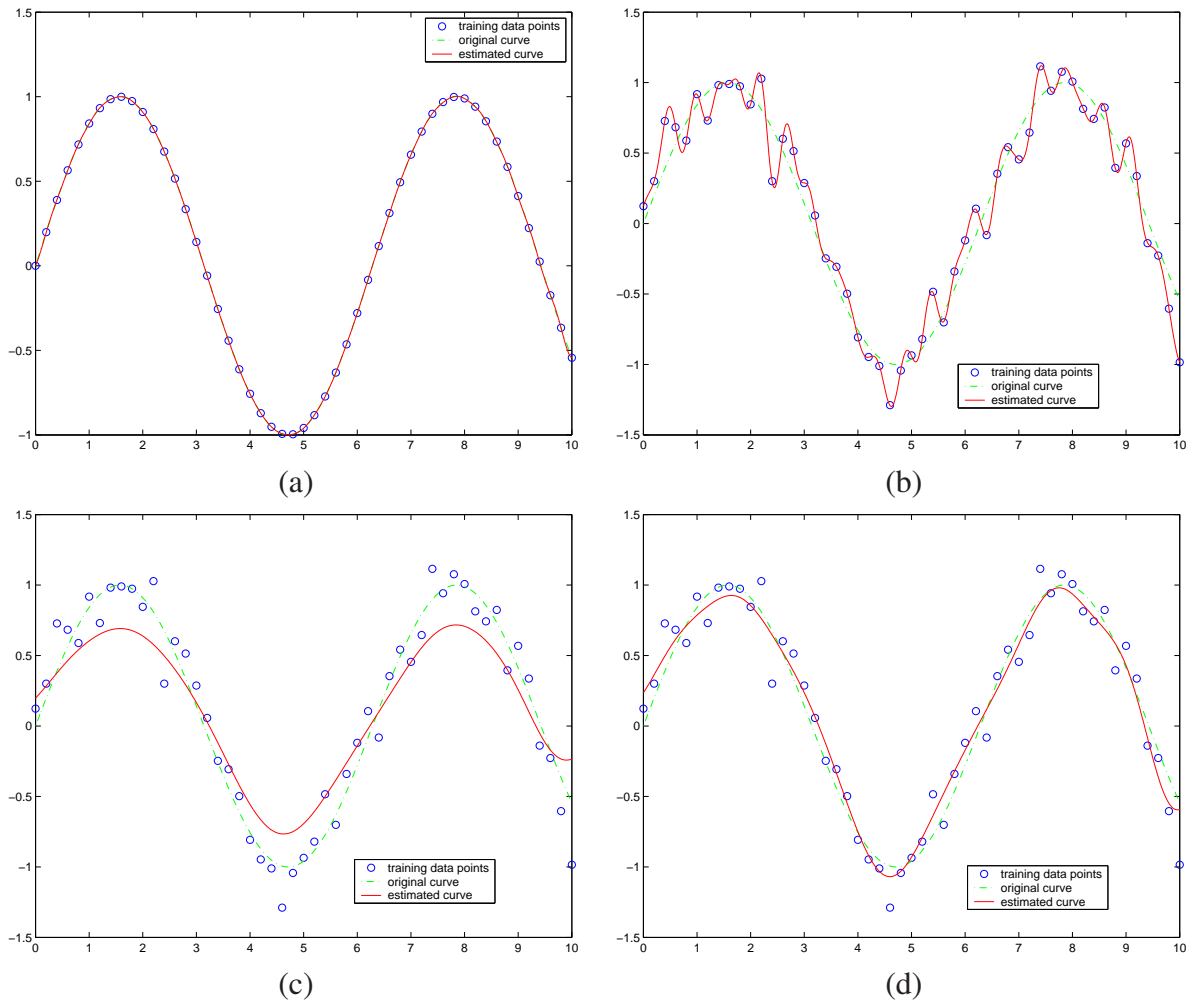 1.5
1
0.5
0
−0.5
−1
0 1 2 3 4 5 6 7 8 9 10
training data points
original curve
estimated curve
(a)
1.5
1
0.5
0
−0.5
−1
−1.5
0 1 2 3 4 5 6 7 8 9 10
training data points
original curve
estimated curve
(b)
1.5
1
0.5
0
−0.5
−1
−1.5
0 1 2 3 4 5 6 7 8 9 10
training data points
original curve
estimated curve
(c)
1.5
1
0.5
0
−0.5
−1
−1.5
0 1 2 3 4 5 6 7 8 9 10
training data points
original curve
estimated curve
(d)